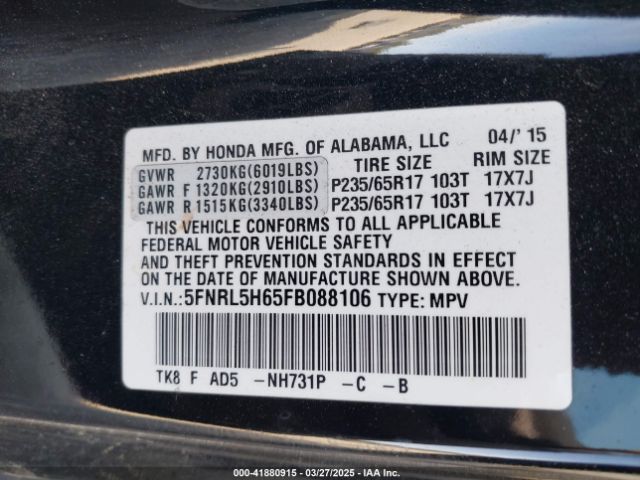 MFD. BY HONDA MFG. OF ALABAMA, LLC 04/'15
GVWR 2730KG(6019LBS) TIRE SIZE RIM SIZE
GAWR F 1320KG(2910LBS) P235/65R17 103T 17X7J
GAWR R 1515KG(3340LBS) P235/65R17 103T 17X7J
THIS VEHICLE CONFORMS TO ALL APPLICABLE
FEDERAL MOTOR VEHICLE SAFETY
AND THEFT PREVENTION STANDARDS IN EFFECT
ON THE DATE OF MANUFACTURE SHOWN ABOVE.
V.I.N.:5FNRL5H65FB088106 TYPE: MPV
TK8 F AD5 -NH731P -C -B
000-41880915 - 03/27/2025 - IAA Inc.